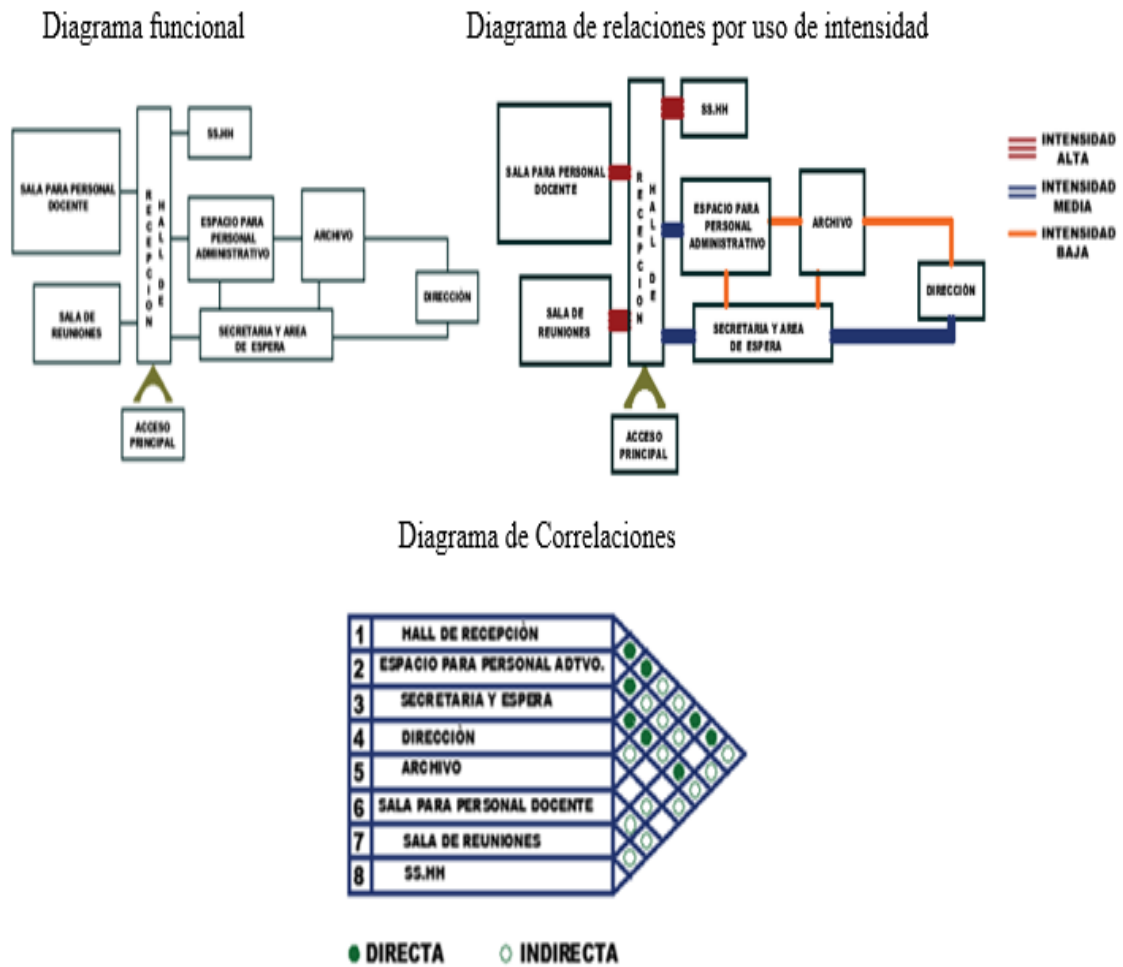 Diagrama funcional
SS.HH
SALA PARA PERSONAL
DOCENTE
HALL DE
RECEPCION
ESPACIO PARA
PERSONAL
ADMINISTRATIVO
ARCHIVO
DIRECCIÓN
SALA DE
REUNIONES
SECRETARIA Y AREA
DE ESPERA
ACCESO
PRINCIPAL
Diagrama de relaciones por uso de intensidad
SS.HH
SALA PARA PERSONAL
DOCENTE
HALL DE
RECEPCION
ESPACIO PARA
PERSONAL
ADMINISTRATIVO
ARCHIVO
DIRECCIÓN
SALA DE
REUNIONES
SECRETARIA Y AREA
DE ESPERA
ACCESO
PRINCIPAL
INTENSIDAD
ALTA
INTENSIDAD
MEDIA
INTENSIDAD
BAJA
Diagrama de Correlaciones
1 HALL DE RECEPCIÒN
2 ESPACIO PARA PERSONAL ADTVO.
3 SECRETARIA Y ESPERA
4 DIRECCIÒN
5 ARCHIVO
6 SALA PARA PERSONAL DOCENTE
7 SALA DE REUNIONES
8 SS.HH
DIRECTA
INDIRECTA